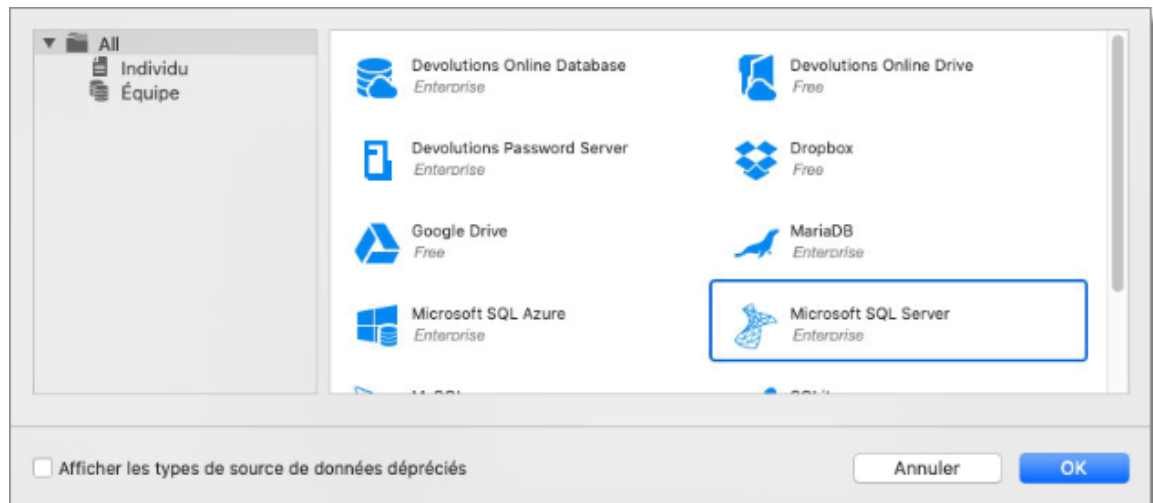 All
Individu
Équipe
Devolutions Online Database
Enterprise
Devolutions Online Drive
Free
Devolutions Password Server
Enterprise
Dropbox
Free
Google Drive
Free
MariaDB
Enterprise
Microsoft SQL Azure
Enterprise
Microsoft SQL Server
Enterprise
Afficher les types de source de données dépréciés
Annuler
OK